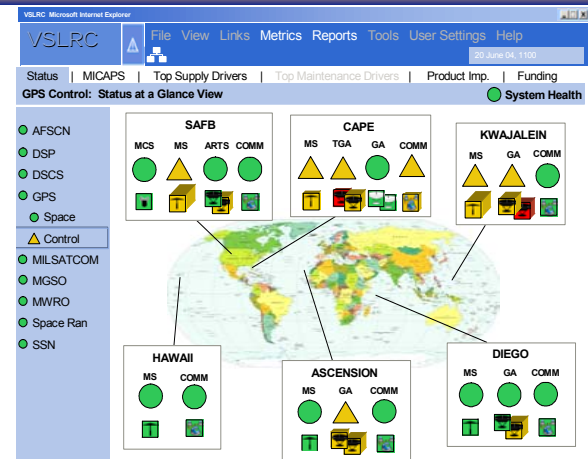 VSLRC Microsoft Internet Explorer
VSLRC
File View Links Metrics Reports Tools User Settings Help
20 June 04, 1100
Status | MICAPS | Top Supply Drivers | Top Maintenance Drivers | Product Imp. | Funding
GPS Control: Status at a Glance View
System Health
AFSCN
DSP
DSCS
GPS
Space
Control
MILSATCOM
MGSO
MWRO
Space Ran
SSN
SAFB
MCS MS ARTS COMM
CAPE
MS TGA GA COMM
KWAJALEIN
MS GA COMM
HAWAII
MS COMM
ASCENSION
MS GA COMM
DIEGO
MS GA COMM